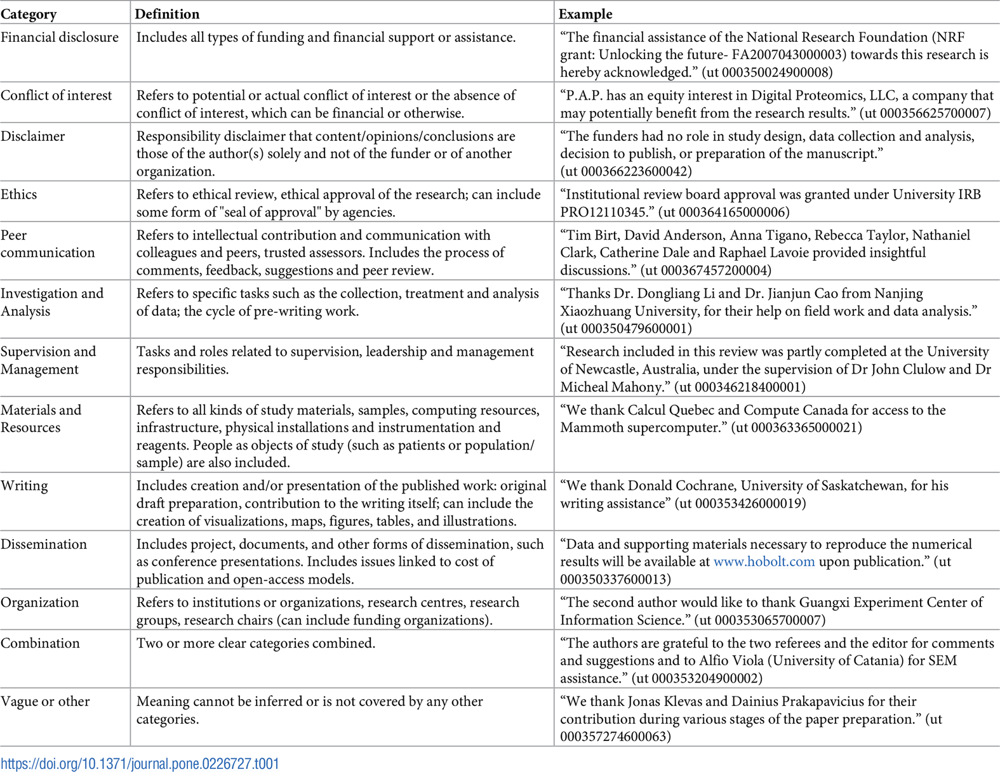 Category Definition Example
Financial disclosure Includes all types of funding and financial support or assistance. “The financial assistance of the National Research Foundation (NRF
grant: Unlocking the future- FA2007043000003) towards this research is
hereby acknowledged.” (ut 000350024900008)
Conflict of interest Refers to potential or actual conflict of interest or the absence of “P.A.P. has an equity interest in Digital Proteomics, LLC, a company that
conflict of interest, which can be financial or otherwise. may potentially benefit from the research results.” (ut 000356625700007)
Disclaimer Responsibility disclaimer that content/opinions/conclusions are “The funders had no role in study design, data collection and analysis,
those of the author(s) solely and not of the funder or of another decision to publish, or preparation of the manuscript.”
organization. (ut 000366223600042)
Ethics Refers to ethical review, ethical approval of the research; can include “Institutional review board approval was granted under University IRB
some form of "seal of approval" by agencies. PRO12110345.” (ut 000364165000006)
Peer Refers to intellectual contribution and communication with “Tim Birt, David Anderson, Anna Tigano, Rebecca Taylor, Nathaniel
communication colleagues and peers, trusted assessors. Includes the process of Clark, Catherine Dale and Raphael Lavoie provided insightful
comments, feedback, suggestions and peer review. discussions.” (ut 000367457200004)
Investigation and Refers to specific tasks such as the collection, treatment and analysis “Thanks Dr. Dongliang Li and Dr. Jianjun Cao from Nanjing
Analysis of data; the cycle of pre-writing work. Xiaozhuang University, for their help on field work and data analysis.”
(ut 000350479600001)
Supervision and Tasks and roles related to supervision, leadership and management “Research included in this review was partly completed at the University
Management responsibilities. of Newcastle, Australia, under the supervision of Dr John Clulow and Dr
Micheal Mahony.” (ut 000346218400001)
Materials and Refers to all kinds of study materials, samples, computing resources, “We thank Calcul Quebec and Compute Canada for access to the
Resources infrastructure, physical installations and instrumentation and Mammoth supercomputer.” (ut 000363365000021)
reagents. People as objects of study (such as patients or population/
sample) are also included.
Writing Includes creation and/or presentation of the published work: original “We thank Donald Cochrane, University of Saskatchewan, for his
draft preparation, contribution to the writing itself; can include the writing assistance” (ut 000353426000019)
creation of visualizations, maps, figures, tables, and illustrations.
Dissemination Includes project, documents, and other forms of dissemination, such “Data and supporting materials necessary to reproduce the numerical
as conference presentations. Includes issues linked to cost of results will be available at www.hobolt.com upon publication.” (ut
publication and open-access models. 000350337600013)
Organization Refers to institutions or organizations, research centres, research “The second author would like to thank Guangxi Experiment Center of
groups, research chairs (can include funding organizations). Information Science.” (ut 000353065700007)
Combination Two or more clear categories combined. “The authors are grateful to the two referees and the editor for comments
and suggestions and to Alfio Viola (University of Catania) for SEM
assistance.” (ut 000353204900002)
Vague or other Meaning cannot be inferred or is not covered by any other “We thank Jonas Klevas and Dainius Prakapavicius for their
categories. contribution during various stages of the paper preparation.” (ut
000357274600063)
https://doi.org/10.1371/journal.pone.0226727.t001